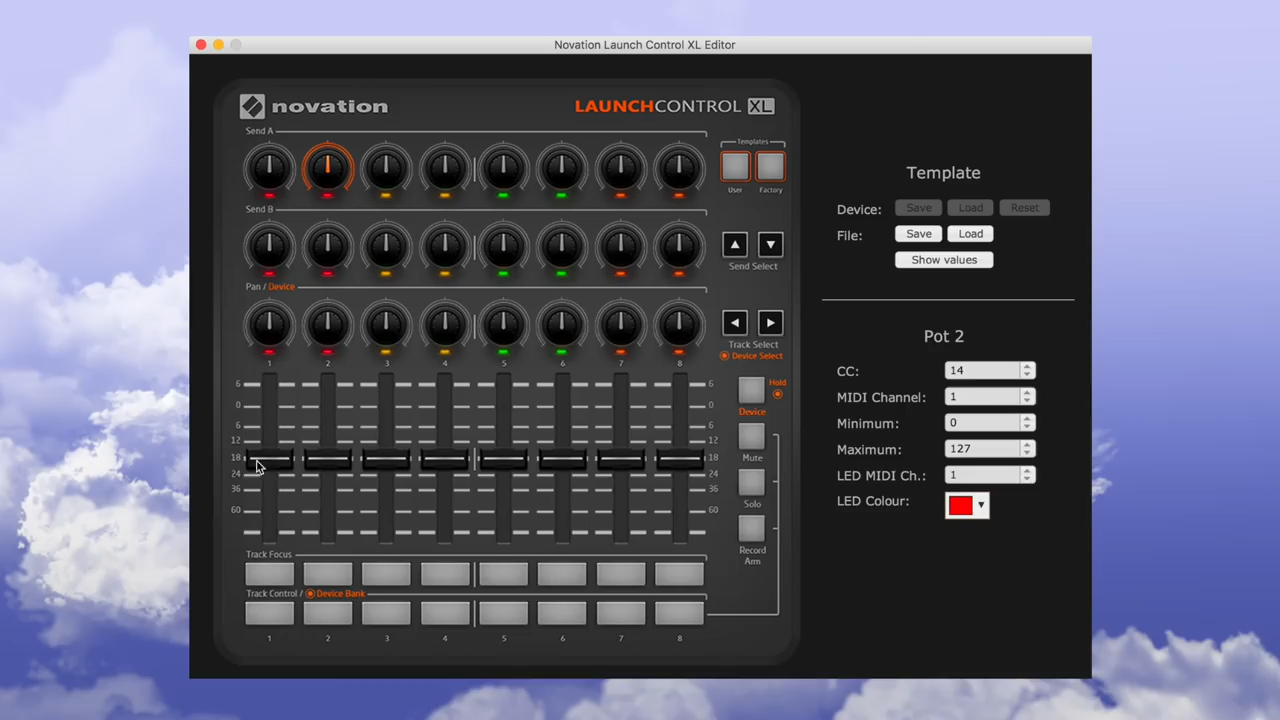 Novation Launch Control XL Editor
novation
LAUNCHCONTROL XL
Send A
Templates
User Factory
Send B
Send Select
Pan / Device
Track Select
Device Select
1 2 3 4 5 6 7 8
6 6
0 0
6 6
12 12
18 18
24 24
36 36
60 60
Hold
Device
Mute
Solo
Record
Arm
Track Focus
Track Control / Device Bank
1 2 3 4 5 6 7 8
Template
Device: Save Load Reset
File: Save Load
Show values
Pot 2
CC: 14
MIDI Channel: 1
Minimum: 0
Maximum: 127
LED MIDI Ch.: 1
LED Colour: